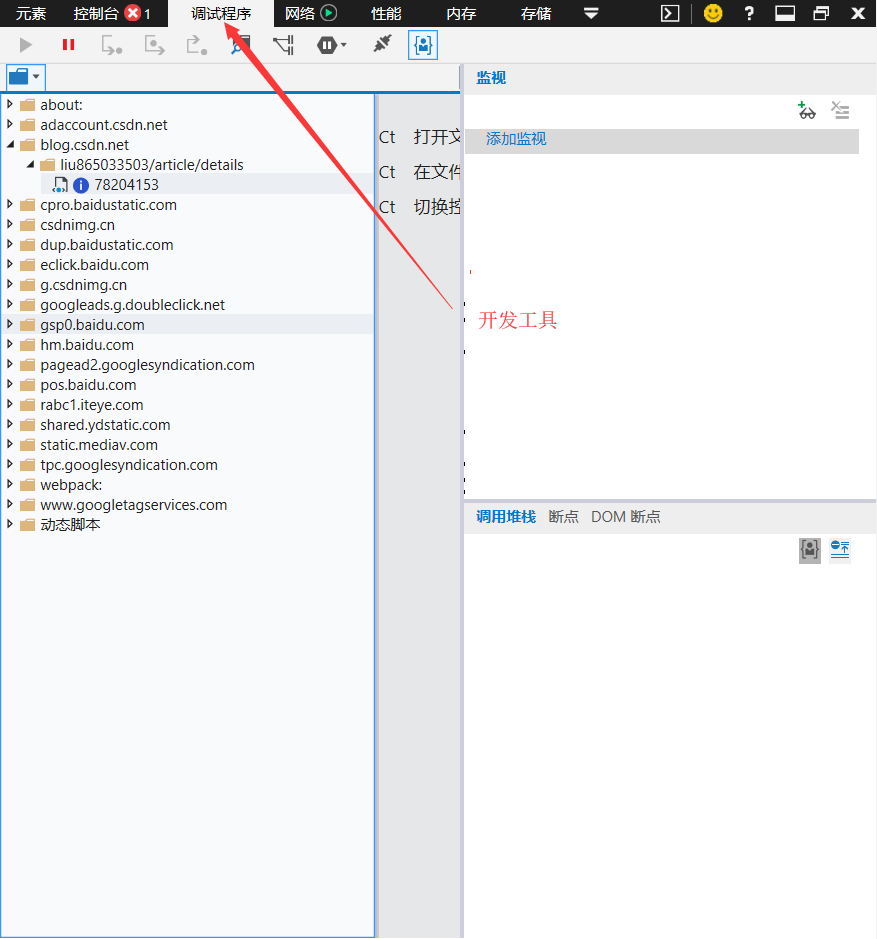 元素 控制台 1 调试程序 网络 性能 内存 存储 ?
监视
添加监视
about:
adaccount.csdn.net
blog.csdn.net
liu865033503/article/details
78204153
cpro.baidustatic.com
csdnimg.cn
dup.baidustatic.com
eclick.baidu.com
g.csdnimg.cn
googleads.g.doubleclick.net
gsp0.baidu.com
hm.baidu.com
pagead2.googlesyndication.com
pos.baidu.com
rabc1.iteye.com
shared.ydstatic.com
static.mediav.com
tpc.googlesyndication.com
webpack:
www.googletagservices.com
动态脚本
Ct 打开文
Ct 在文件
Ct 切换控
开发工具
调用堆栈 断点 DOM 断点